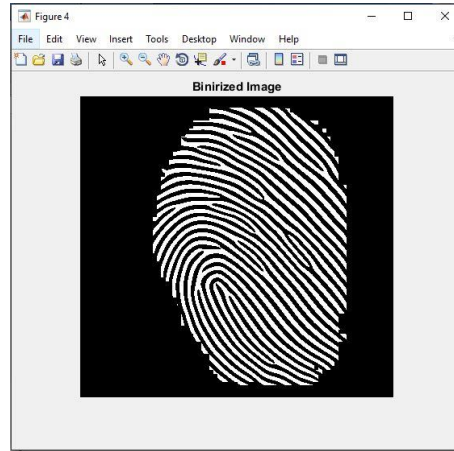 Figure 4
File Edit View Insert Tools Desktop Window Help
Binirized Image